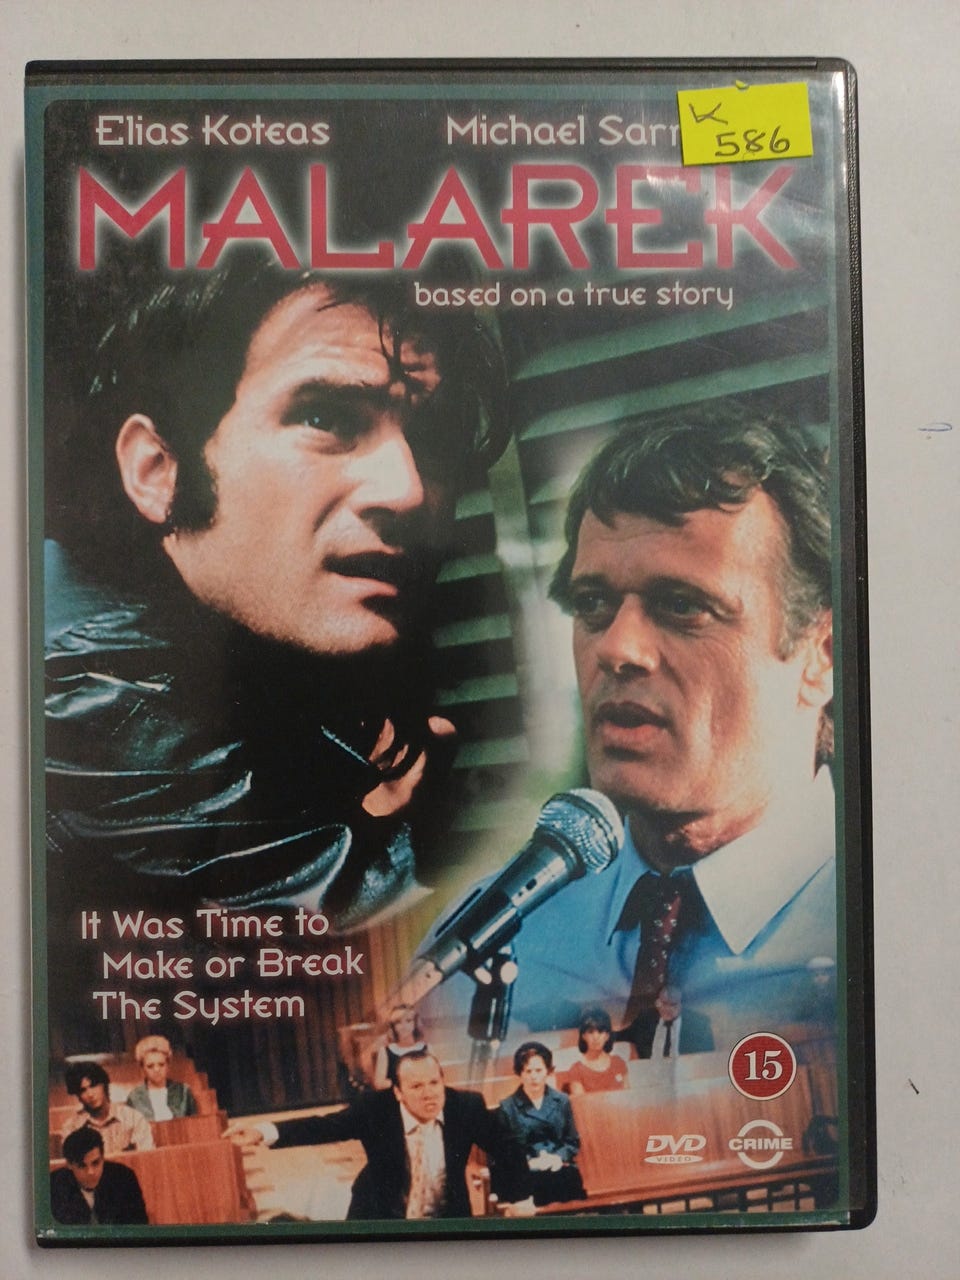 Elias Koteas
Michael
K
586
MALAREK
based on a true story
It Was Time to
Make or Break
The System
15
DVD
VIDEO
CRIME